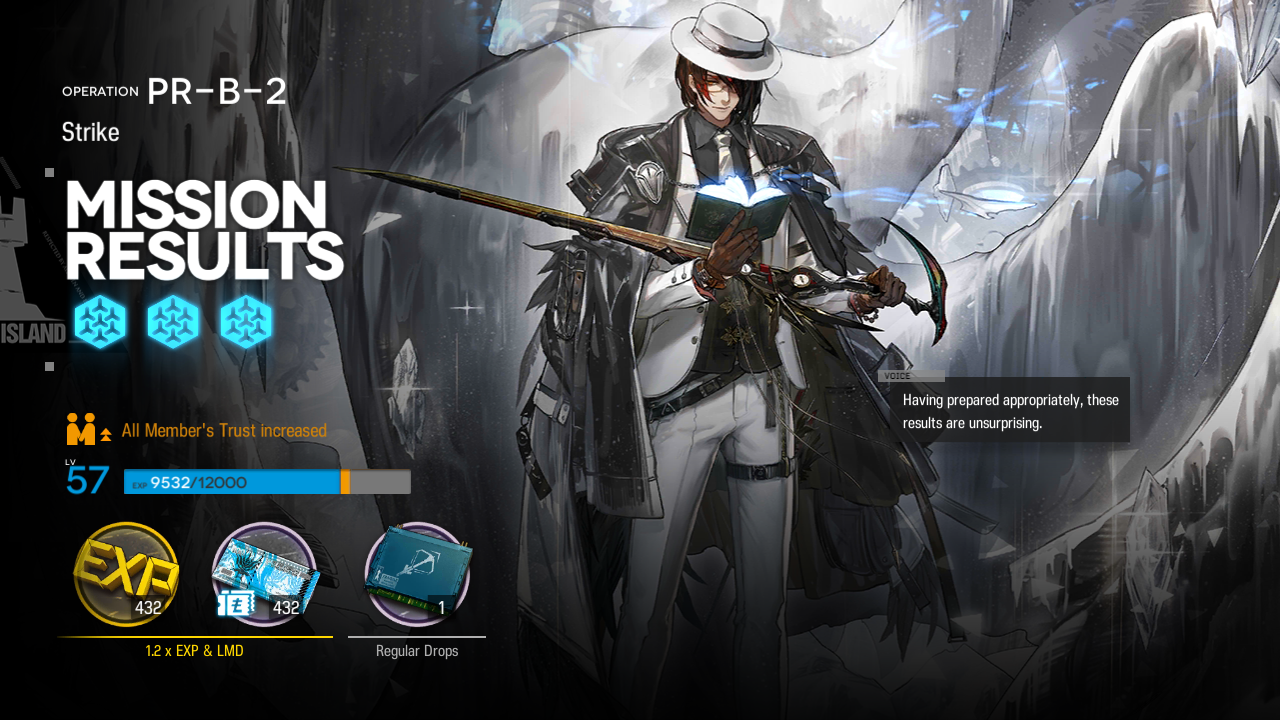 OPERATION PR-B-2
Strike
MISSION
RESULTS
ISLAND
All Member's Trust increased
LV
57
EXP 9532/12000
VOICE
Having prepared appropriately, these
results are unsurprising.
EXP
432
432
1
1.2 x EXP & LMD
Regular Drops